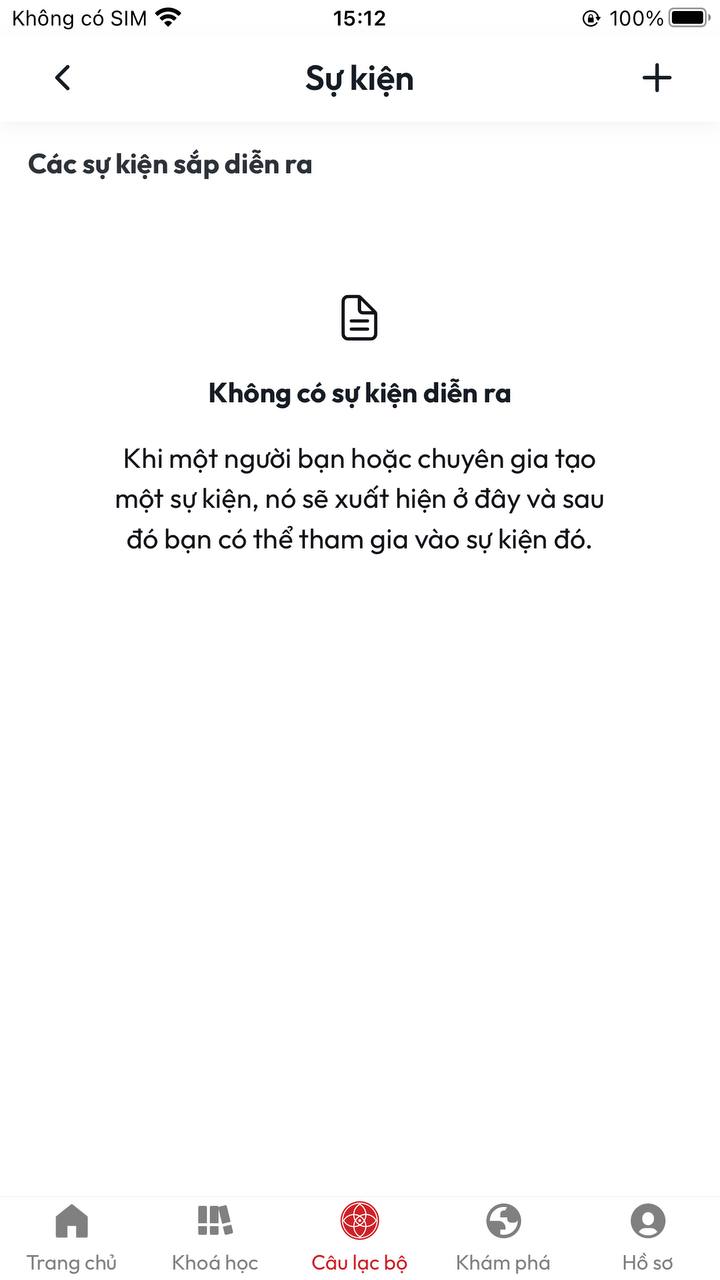 Không có SIM 15:12 100%
Sự kiện
Các sự kiện sắp diễn ra
Không có sự kiện diễn ra
Khi một người bạn hoặc chuyên gia tạo
một sự kiện, nó sẽ xuất hiện ở đây và sau
đó bạn có thể tham gia vào sự kiện đó.
Trang chủ Khoá học Câu lạc bộ Khám phá Hồ sơ